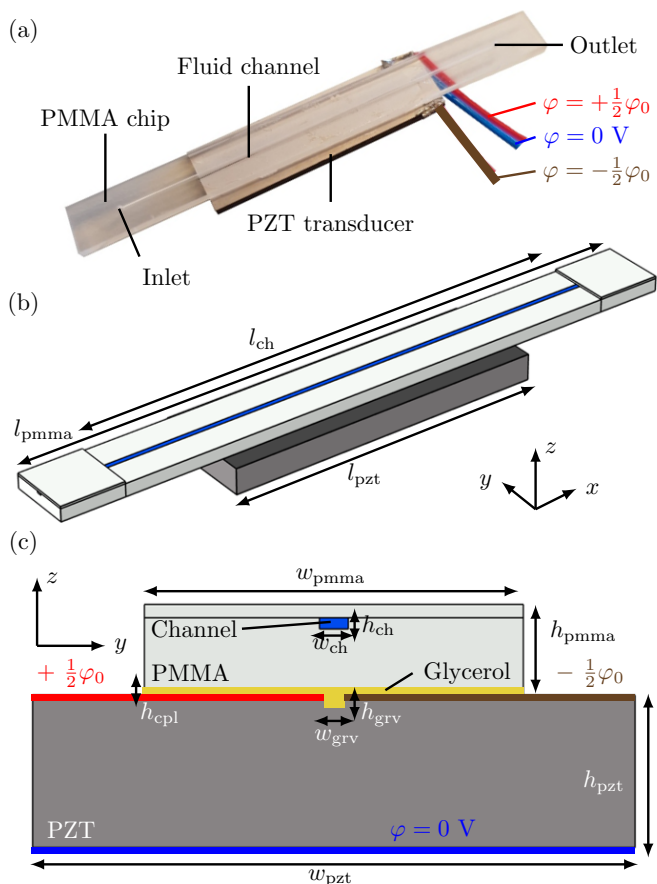 (a)
Outlet
Fluid channel
PMMA chip
φ = +½φ₀
φ = 0 V
φ = −½φ₀
PZT transducer
Inlet
(b)
l_ch
l_pmma
l_pzt
z
y
x
(c)
z
w_pmma
Channel
h_ch
w_ch
h_pmma
y
+ ½φ₀
PMMA
Glycerol
− ½φ₀
h_cpl
h_grv
w_grv
h_pzt
PZT
φ = 0 V
w_pzt